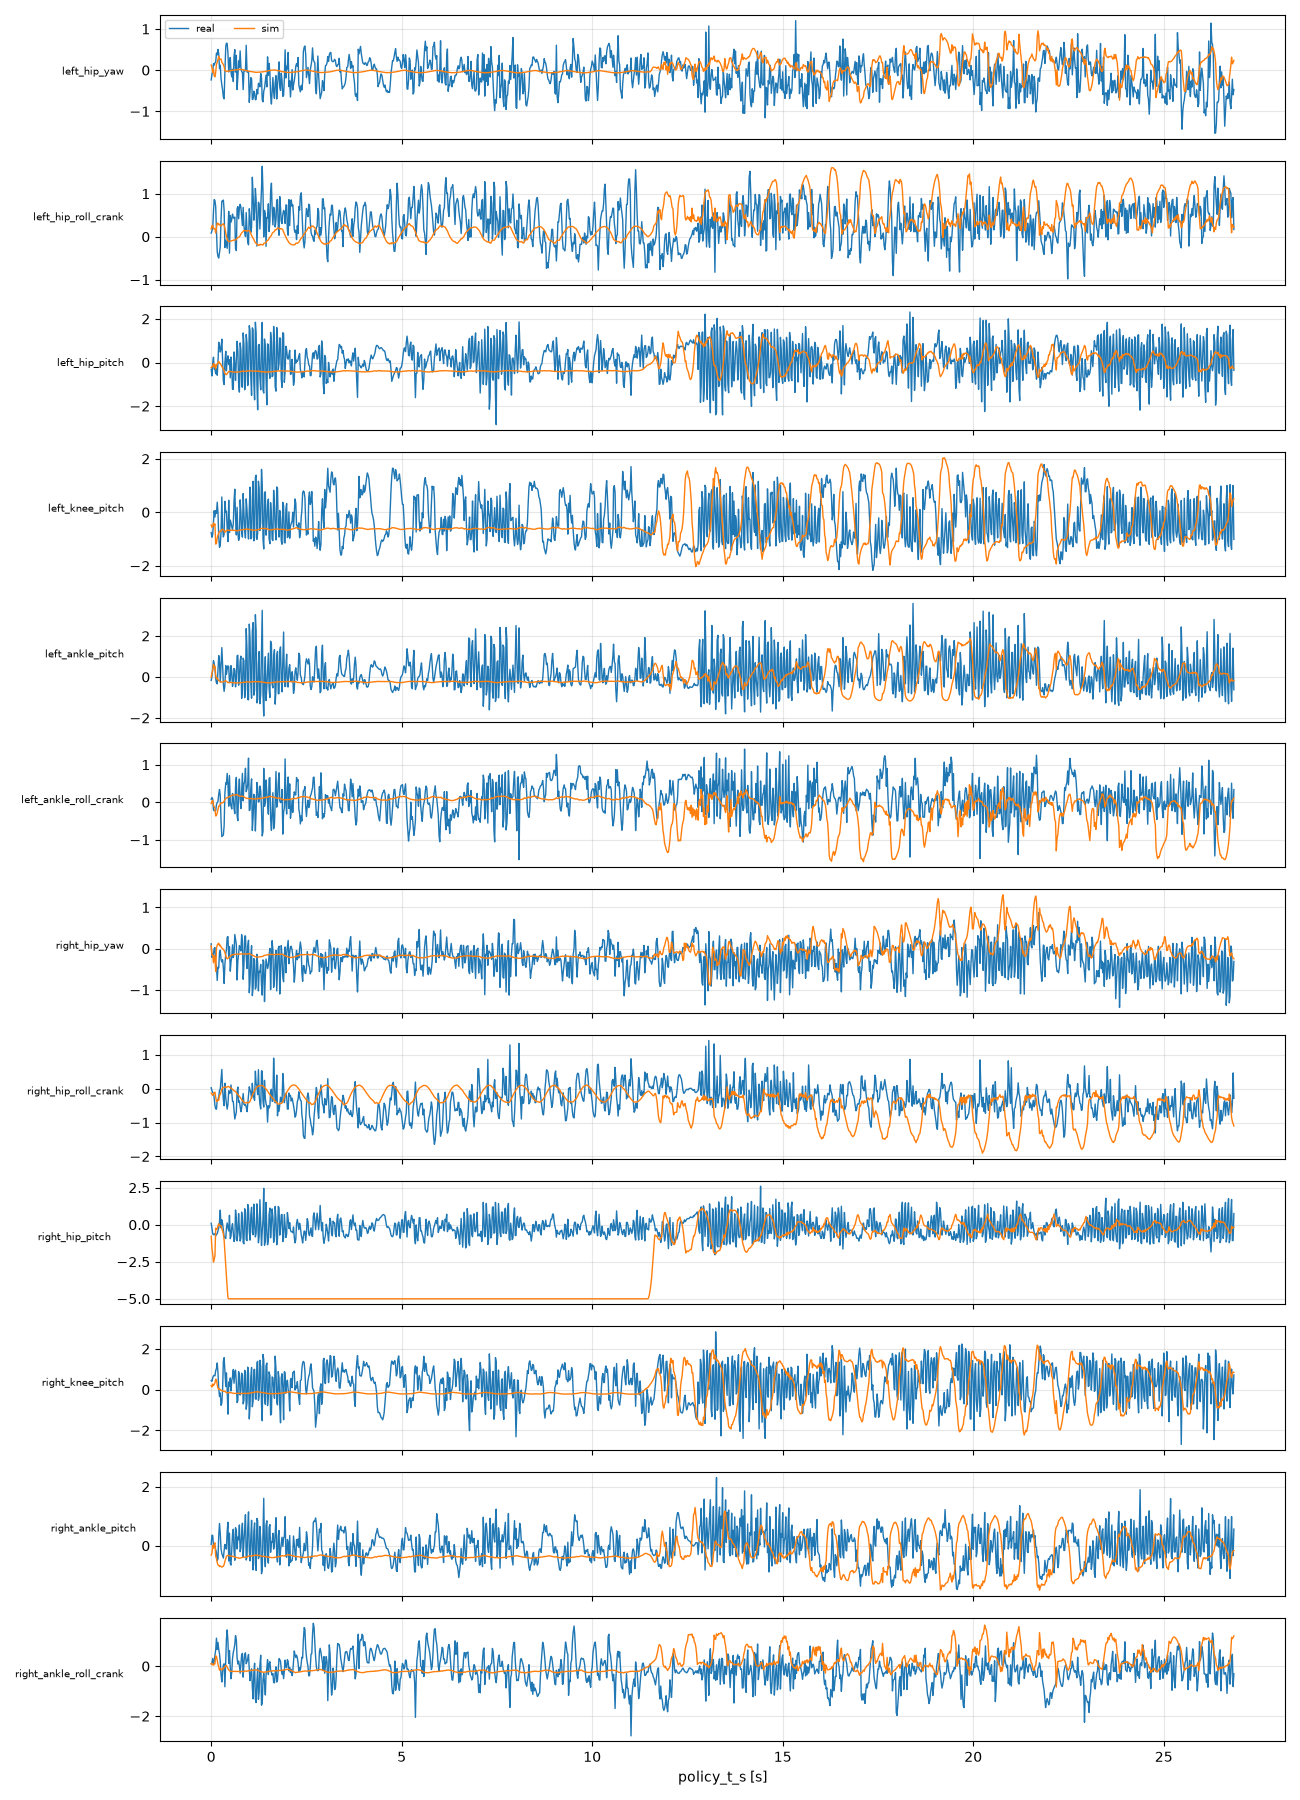 real sim
1
0
−1
left_hip_yaw
1
0
−1
left_hip_roll_crank
2
0
−2
left_hip_pitch
2
0
−2
left_knee_pitch
2
0
−2
left_ankle_pitch
1
0
−1
left_ankle_roll_crank
1
0
−1
right_hip_yaw
1
0
−1
−2
right_hip_roll_crank
2.5
0.0
−2.5
−5.0
right_hip_pitch
2
0
−2
right_knee_pitch
2
0
right_ankle_pitch
0
−2
right_ankle_roll_crank
0 5 10 15 20 25
policy_t_s [s]